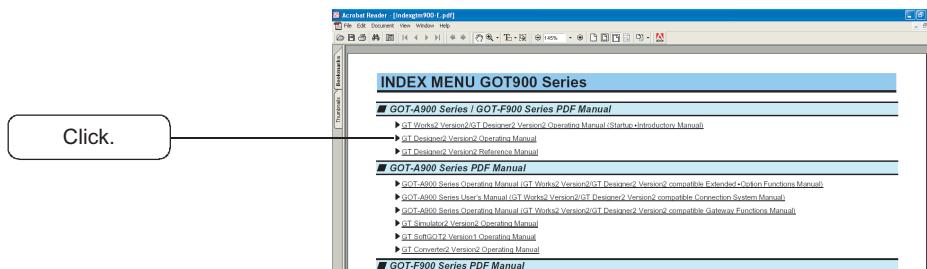 Acrobat Reader - [Indexgtm900-E.pdf]
File Edit Document View Window Help
145%
Bookmarks
Thumbnails
INDEX MENU GOT900 Series
GOT-A900 Series / GOT-F900 Series PDF Manual
GT Works2 Version2/GT Designer2 Version2 Operating Manual (Startup•Introductory Manual)
Click.
GT Designer2 Version2 Operating Manual
GT Designer2 Version2 Reference Manual
GOT-A900 Series PDF Manual
GOT-A900 Series Operating Manual (GT Works2 Version2/GT Designer2 Version2 compatible Extended•Option Functions Manual)
GOT-A900 Series User's Manual (GT Works2 Version2/GT Designer2 Version2 compatible Connection System Manual)
GOT-A900 Series Operating Manual (GT Works2 Version2/GT Designer2 Version2 compatible Gateway Functions Manual)
GT Simulator2 Version2 Operating Manual
GT SoftGOT2 Version1 Operating Manual
GT Converter2 Version2 Operating Manual
GOT-F900 Series PDF Manual